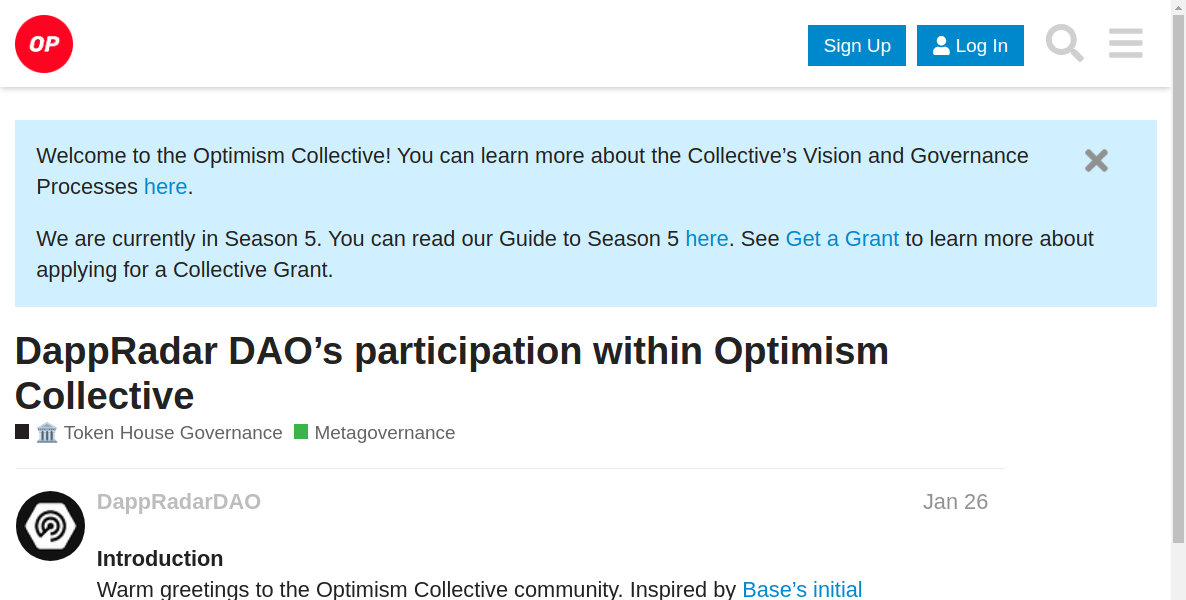 OP
Sign Up
Log In
Welcome to the Optimism Collective! You can learn more about the Collective’s Vision and Governance
Processes here.
We are currently in Season 5. You can read our Guide to Season 5 here. See Get a Grant to learn more about
applying for a Collective Grant.
DappRadar DAO’s participation within Optimism
Collective
Token House Governance Metagovernance
DappRadarDAO
Jan 26
Introduction
Warm greetings to the Optimism Collective community. Inspired by Base’s initial